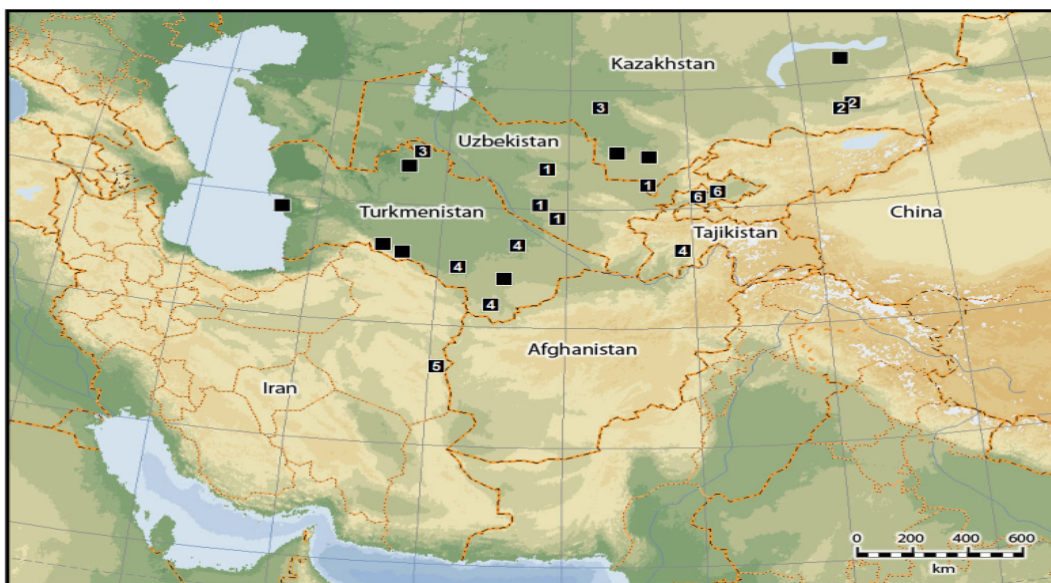 Kazakhstan
2
2
3
Uzbekistan
3
1
1
6
6
1
Turkmenistan
1
China
Tajikistan
4
4
4
4
Afghanistan
5
Iran
0 200 400 600
km